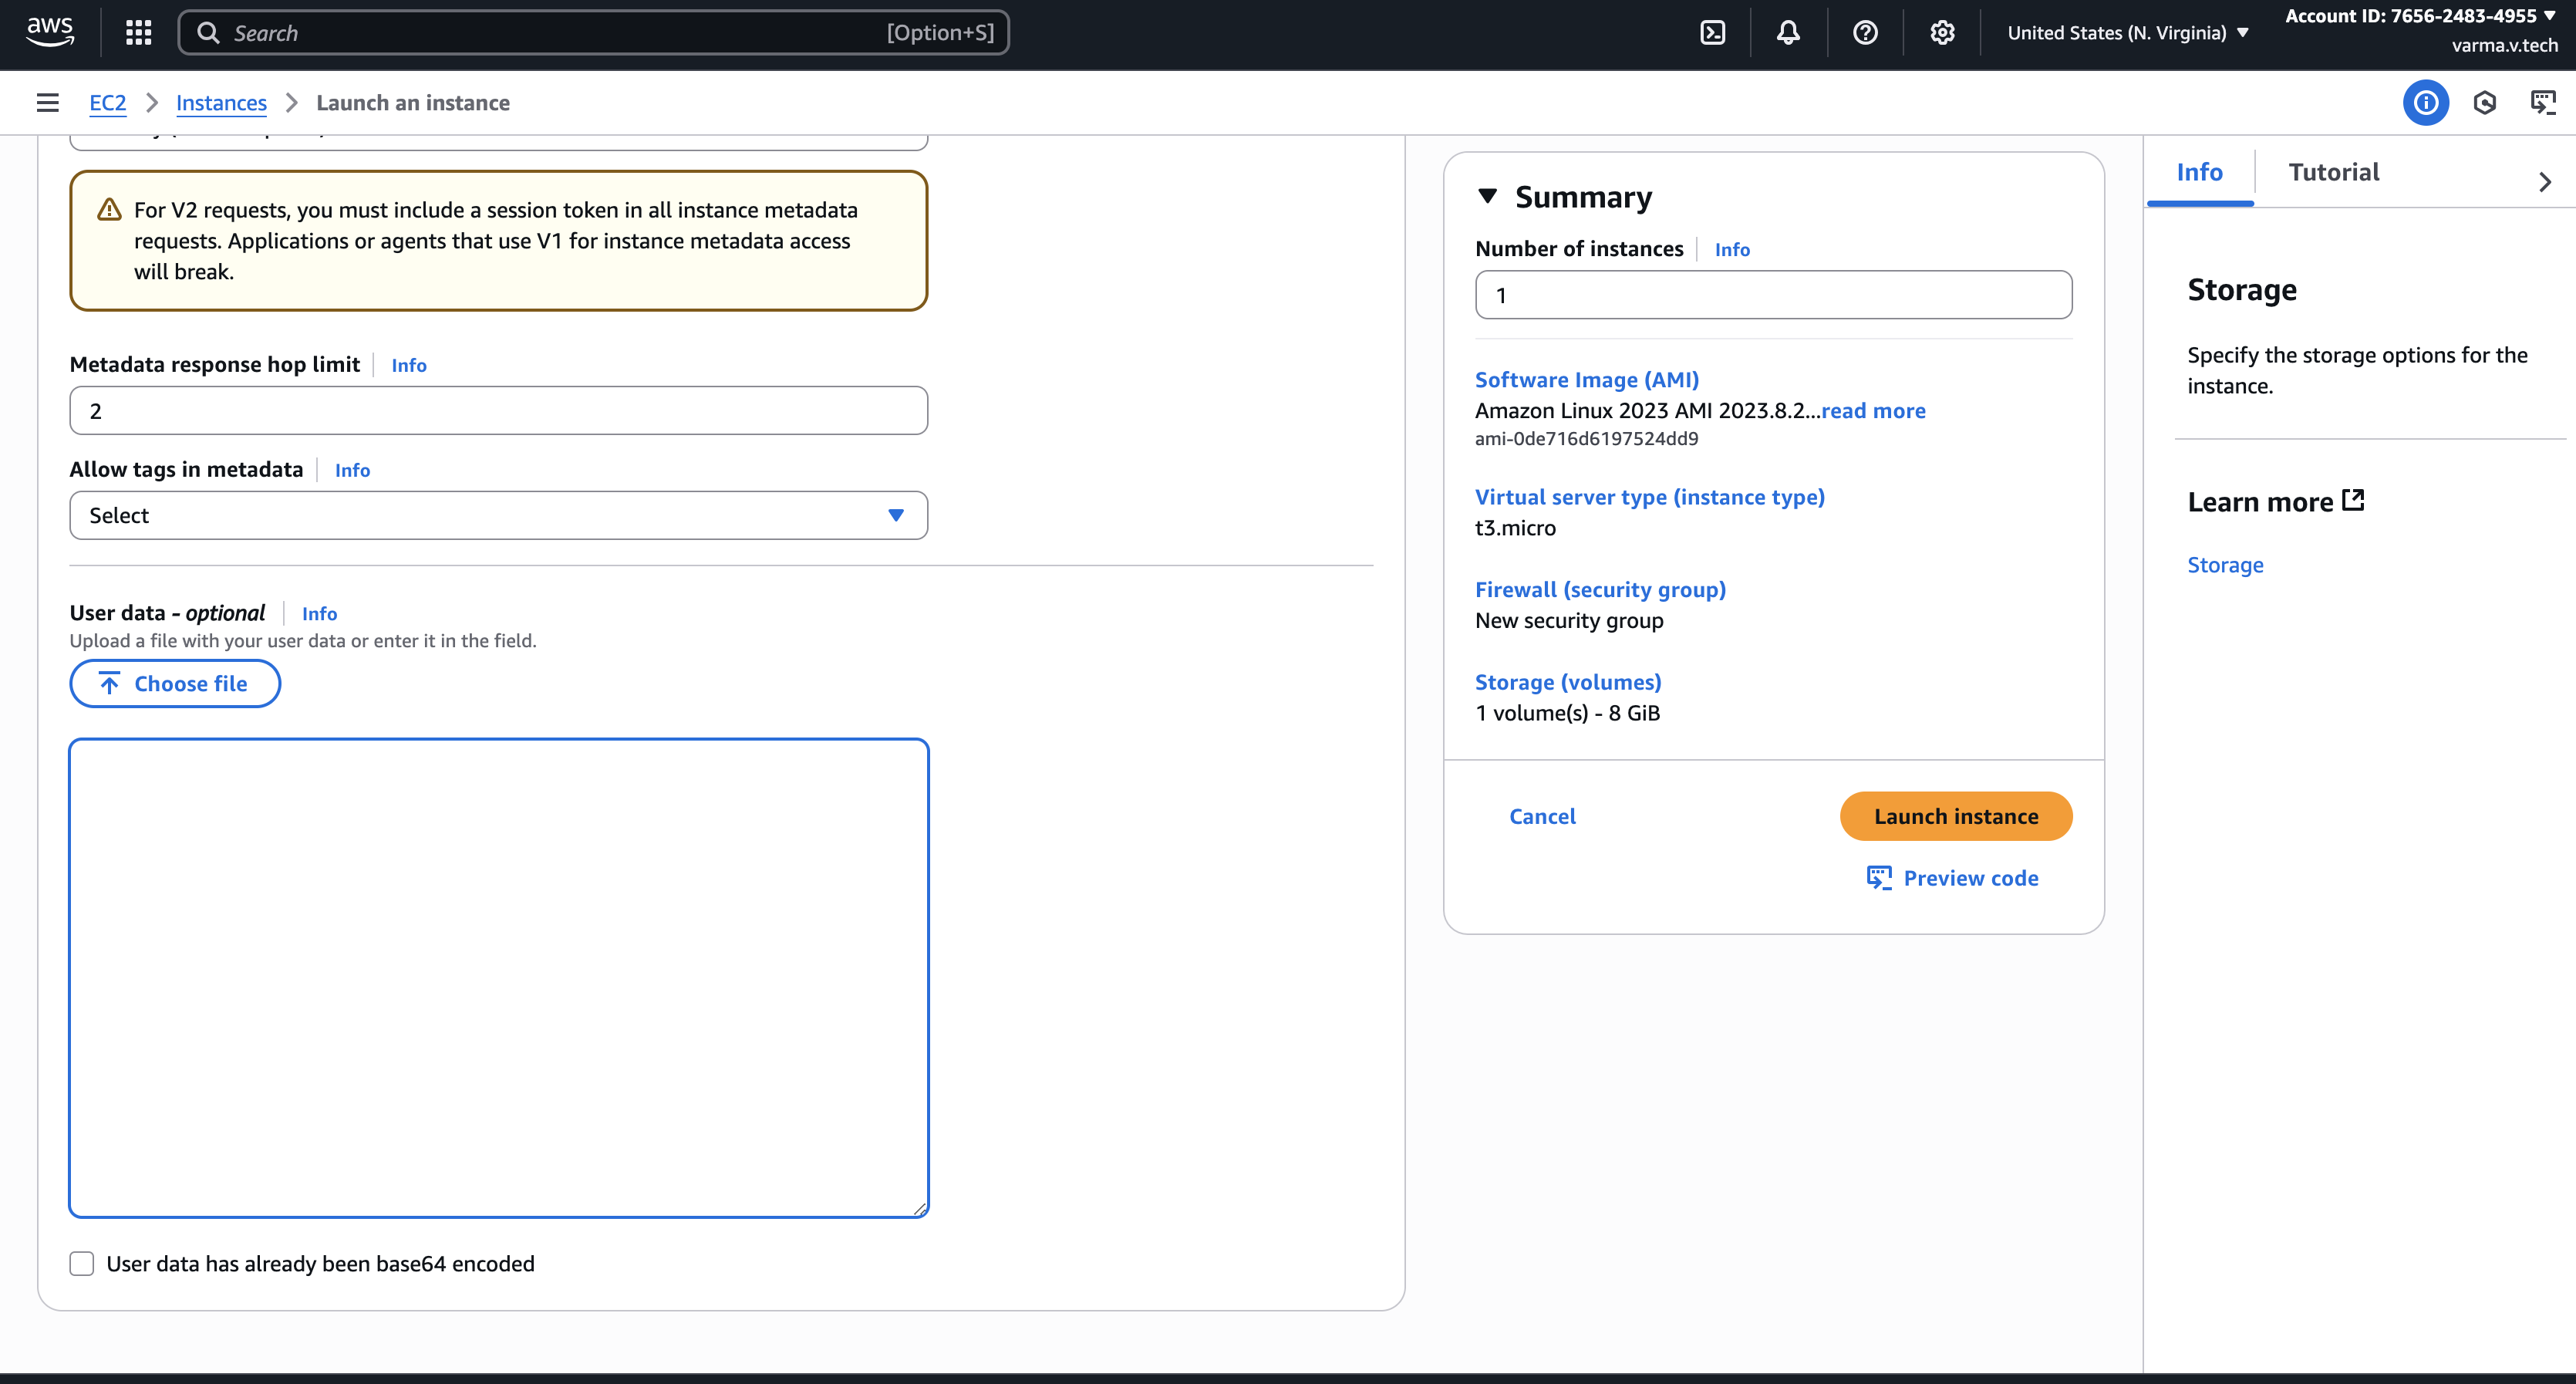 aws
Search
[Option+S]
United States (N. Virginia)
Account ID: 7656-2483-4955
varma.v.tech
EC2
Instances
Launch an instance
For V2 requests, you must include a session token in all instance metadata
requests. Applications or agents that use V1 for instance metadata access
will break.
Metadata response hop limit
Info
2
Allow tags in metadata
Info
Select
User data - optional
Info
Upload a file with your user data or enter it in the field.
Choose file
User data has already been base64 encoded
Summary
Number of instances
Info
1
Software Image (AMI)
Amazon Linux 2023 AMI 2023.8.2...read more
ami-0de716d6197524dd9
Virtual server type (instance type)
t3.micro
Firewall (security group)
New security group
Storage (volumes)
1 volume(s) - 8 GiB
Cancel
Launch instance
Preview code
Info
Tutorial
Storage
Specify the storage options for the
instance.
Learn more
Storage